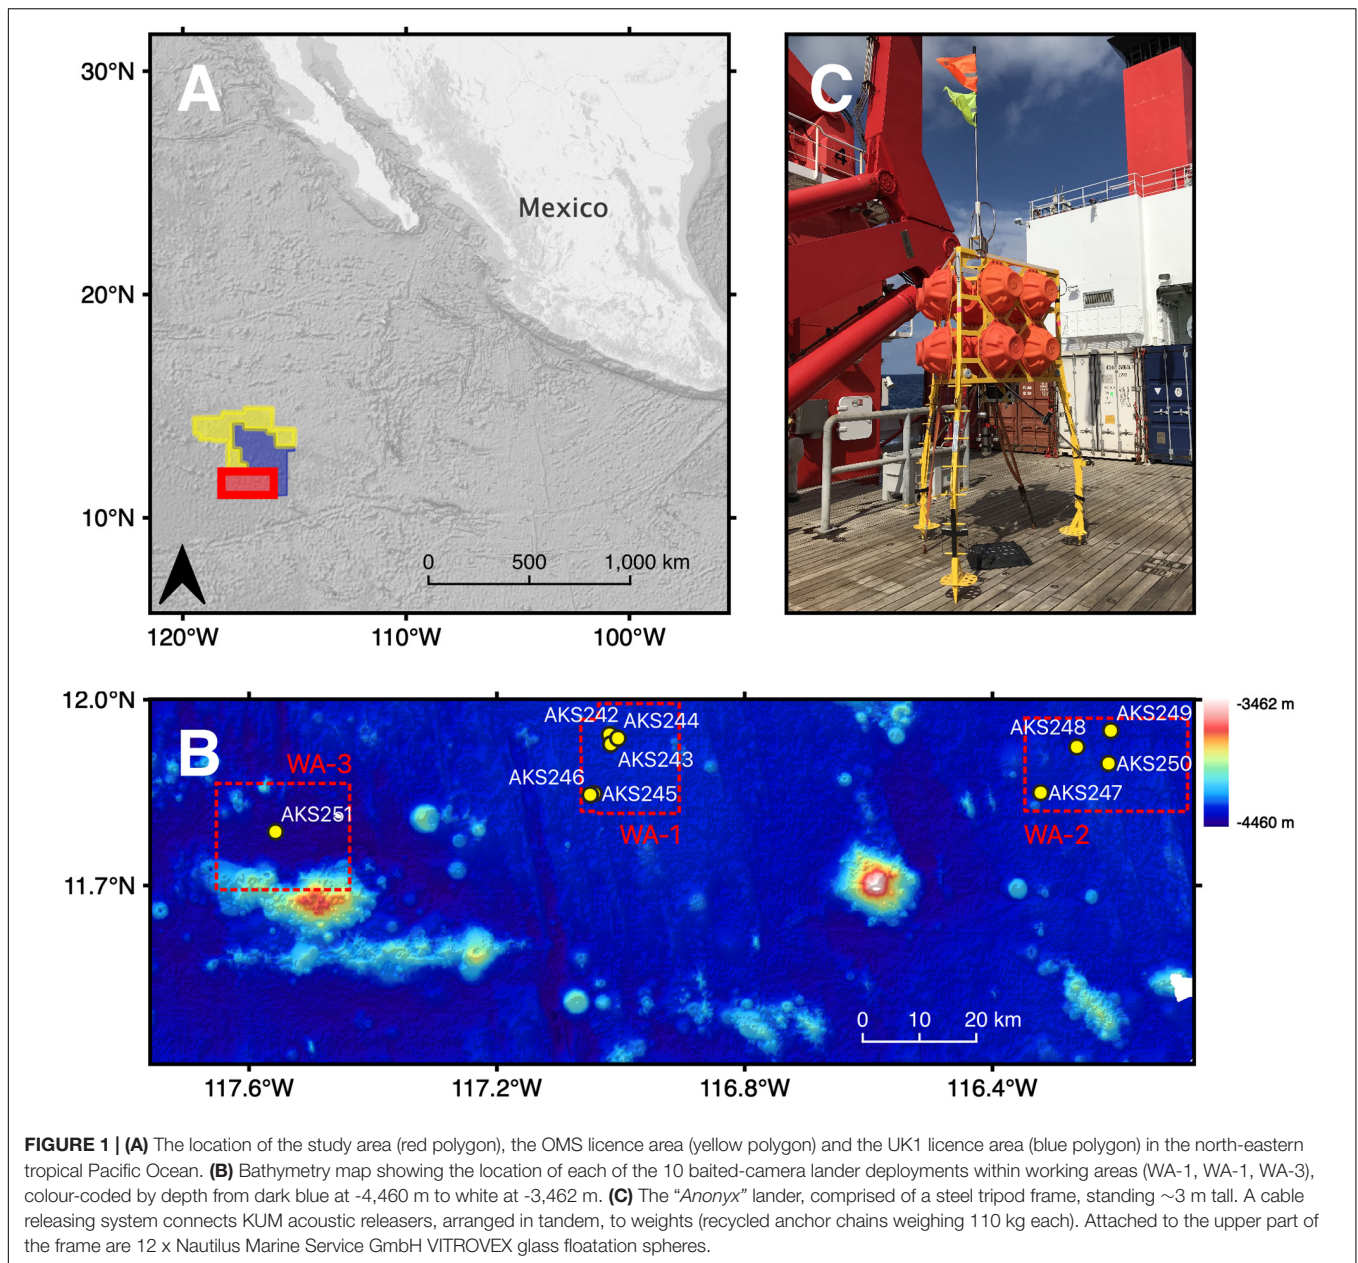 A
30°N
20°N
10°N
Mexico
0 500 1,000 km
120°W 110°W 100°W
C
4
B
12.0°N
11.7°N
WA-3
AKS251
AKS242
AKS244
AKS243
AKS246
AKS245
WA-1
AKS249
AKS248
AKS250
AKS247
WA-2
-3462 m
-4460 m
0 10 20 km
117.6°W 117.2°W 116.8°W 116.4°W
FIGURE 1 | (A) The location of the study area (red polygon), the OMS licence area (yellow polygon) and the UK1 licence area (blue polygon) in the north-eastern
tropical Pacific Ocean. (B) Bathymetry map showing the location of each of the 10 baited-camera lander deployments within working areas (WA-1, WA-1, WA-3),
colour-coded by depth from dark blue at -4,460 m to white at -3,462 m. (C) The “Anonyx” lander, comprised of a steel tripod frame, standing ∼3 m tall. A cable
releasing system connects KUM acoustic releasers, arranged in tandem, to weights (recycled anchor chains weighing 110 kg each). Attached to the upper part of
the frame are 12 x Nautilus Marine Service GmbH VITROVEX glass floatation spheres.